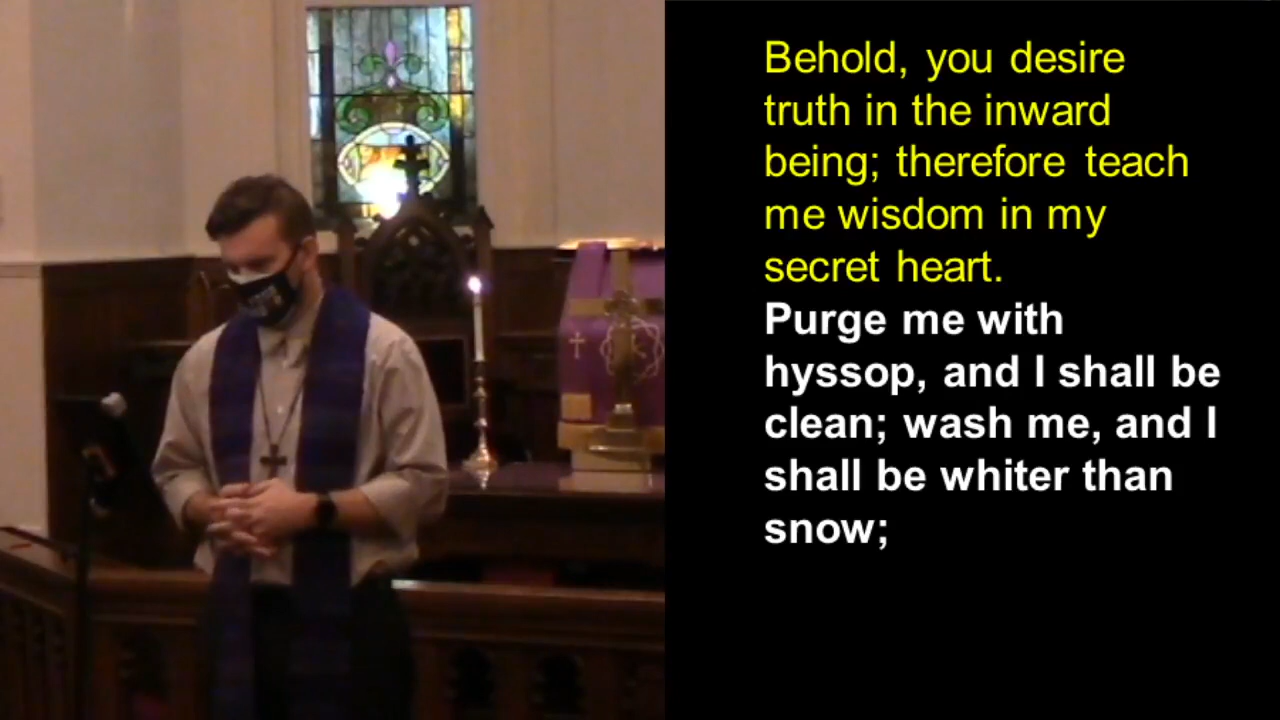 Behold, you desire
truth in the inward
being; therefore teach
me wisdom in my
secret heart.
Purge me with
hyssop, and I shall be
clean; wash me, and I
shall be whiter than
snow;